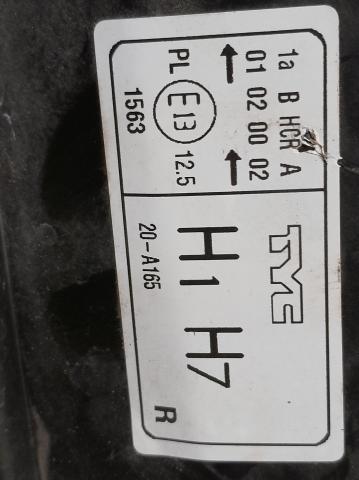 1a B HCR A
01 02 00 02
← ←
PL E13 12.5
1563
TYC
H1 H7
20-A165 R